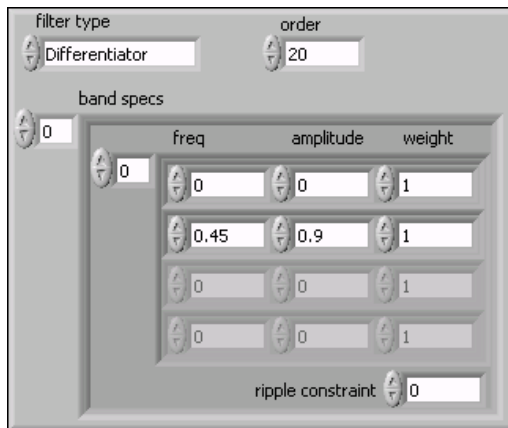 filter type order
Differentiator 20
band specs
0
freq amplitude weight
0
0 0 1
0.45 0.9 1
0 0 1
0 0 1
ripple constraint 0